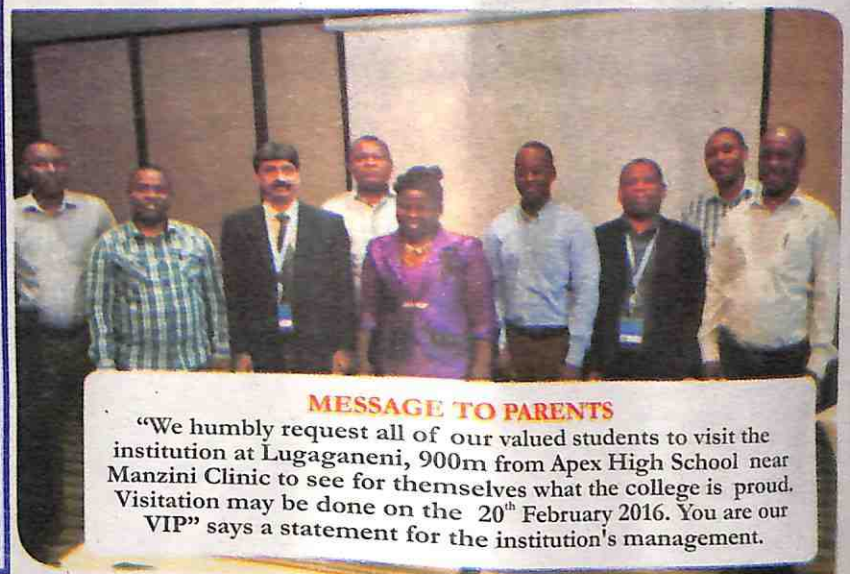 MESSAGE TO PARENTS
“We humbly request all of our valued students to visit the
institution at Lugaganeni, 900m from Apex High School near
Manzini Clinic to see for themselves what the college is proud.
Visitation may be done on the 20th February 2016. You are our
VIP” says a statement for the institution's management.